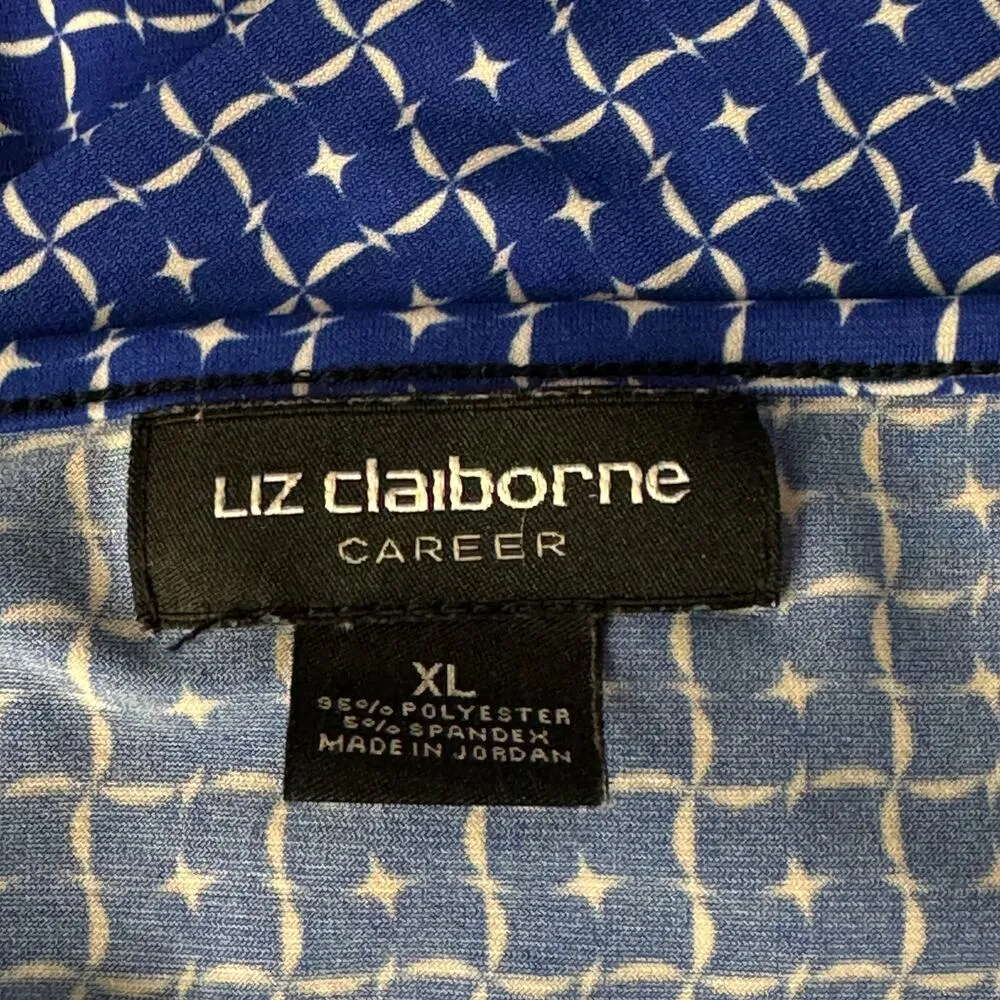 LIZ claiborne
CAREER
XL
95% POLYESTER
5% SPANDEX
MADE IN JORDAN